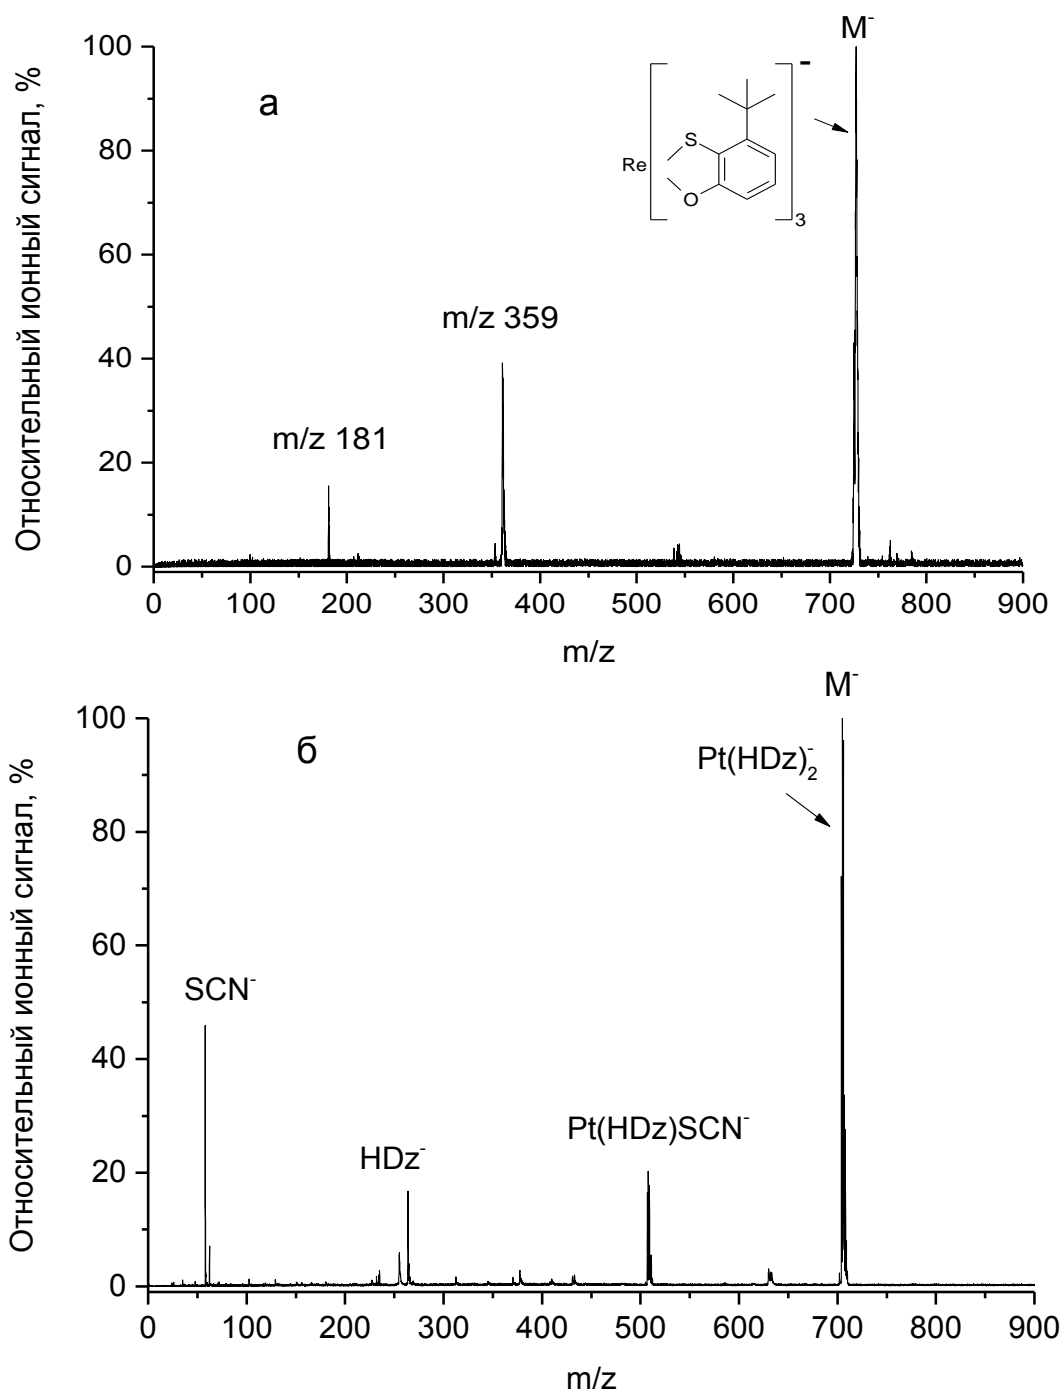 M⁻
100
a
S
Re
O
3
80
60
m/z 359
40
m/z 181
20
0
Относительный ионный сигнал, %
0 100 200 300 400 500 600 700 800 900
m/z
M⁻
100
б
Pt(HDz)₂⁻
80
60
SCN⁻
40
Pt(HDz)SCN⁻
HDz⁻
20
0
Относительный ионный сигнал, %
0 100 200 300 400 500 600 700 800 900
m/z